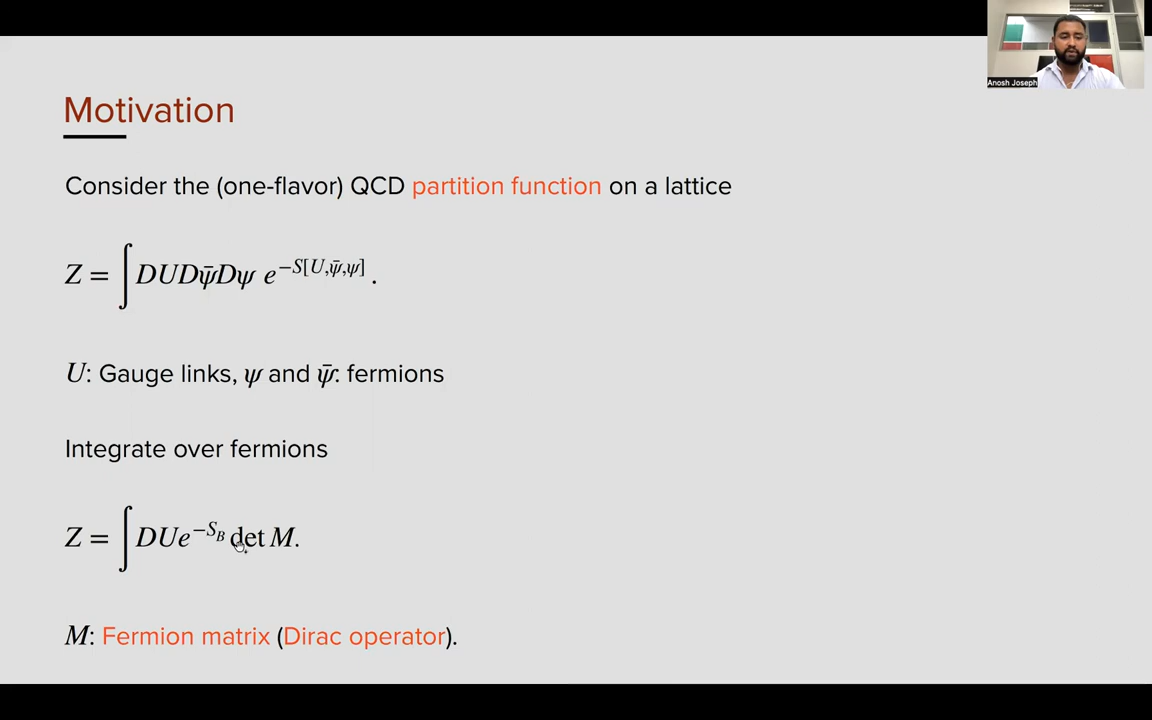 Anosh Joseph
Motivation
Consider the (one-flavor) QCD partition function on a lattice
Z = ∫ DUDψ̄Dψ e^{−S[U,ψ̄,ψ]} .
U: Gauge links, ψ and ψ̄: fermions
Integrate over fermions
Z = ∫ DUe^{−S_B} det M.
M: Fermion matrix (Dirac operator).